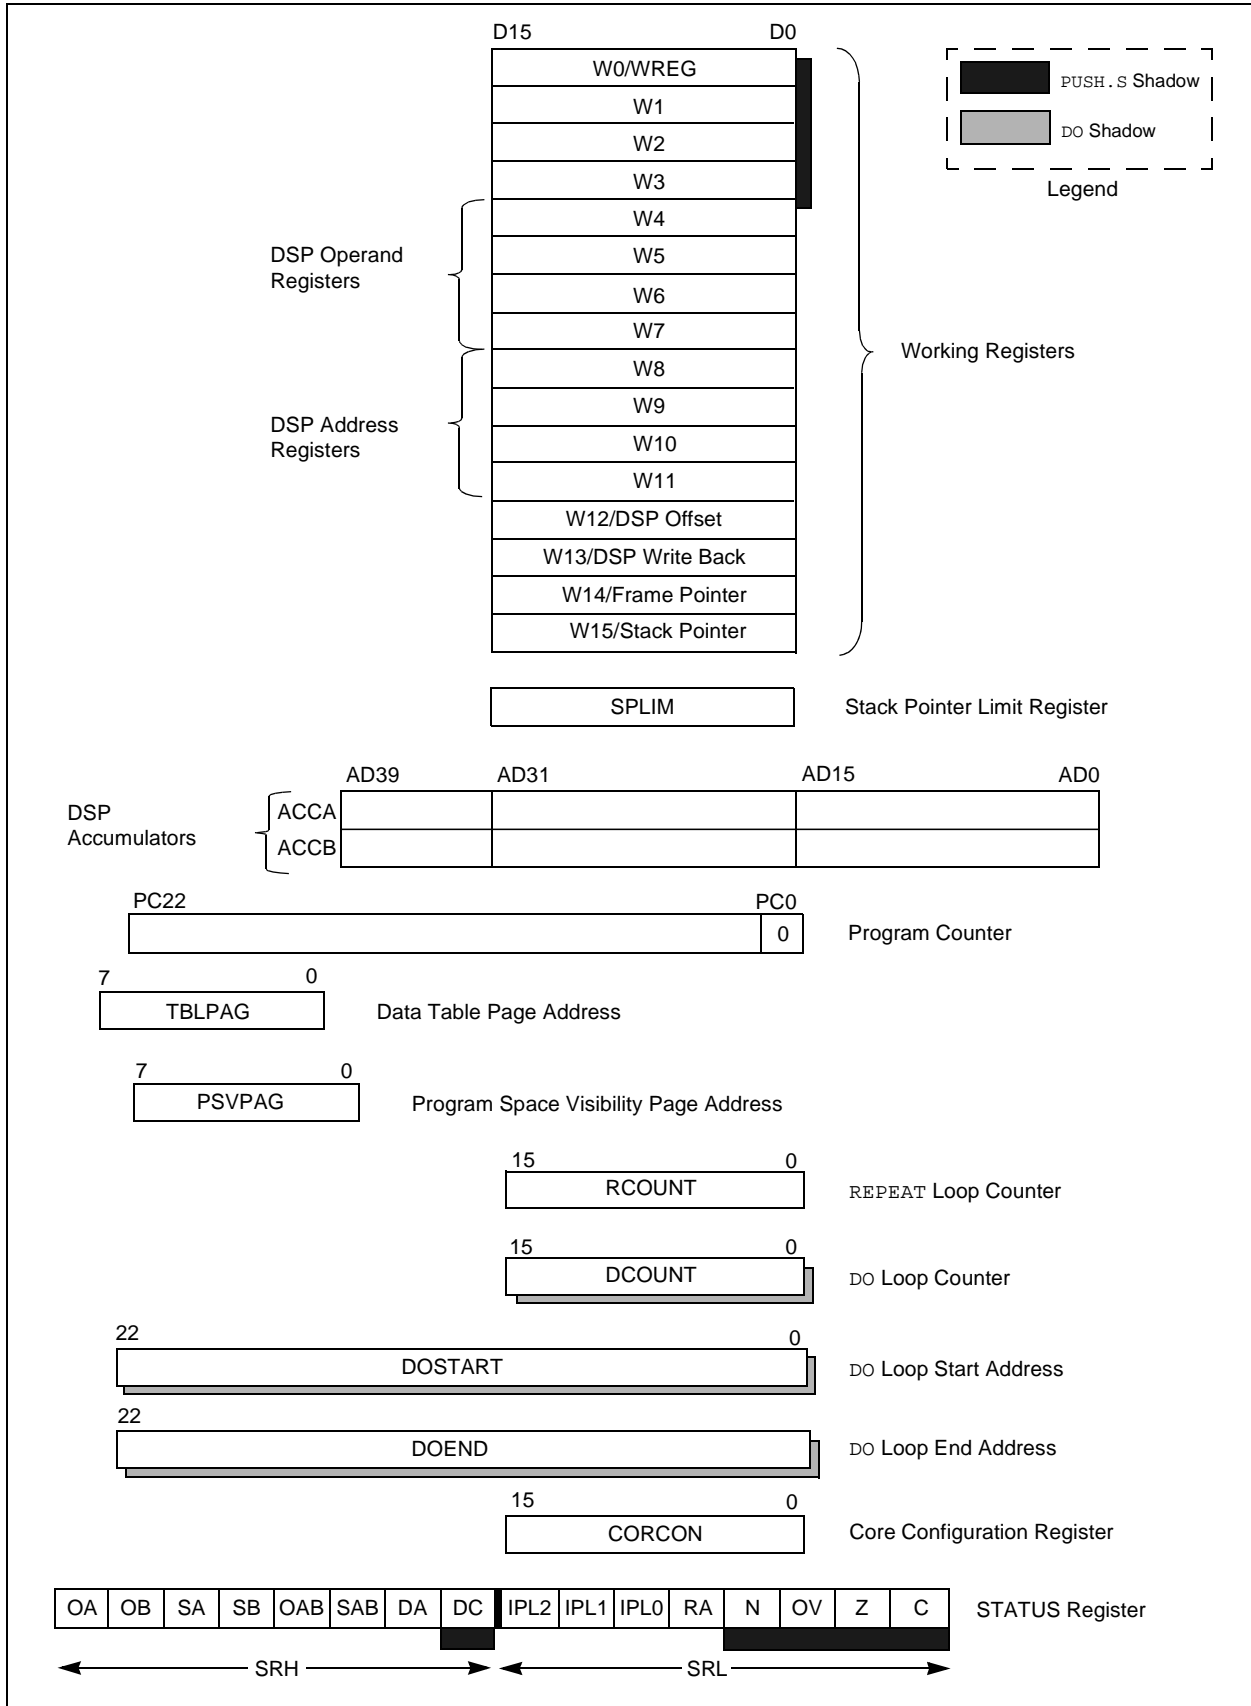 D15 D0
W0/WREG
W1
W2
W3
W4
W5
W6
W7
W8
W9
W10
W11
W12/DSP Offset
W13/DSP Write Back
W14/Frame Pointer
W15/Stack Pointer
PUSH.S Shadow
DO Shadow
Legend
DSP Operand
Registers
DSP Address
Registers
Working Registers
SPLIM Stack Pointer Limit Register
AD39 AD31 AD15 AD0
DSP
Accumulators
ACCA
ACCB
PC22 PC0
0 Program Counter
7 0
TBLPAG Data Table Page Address
7 0
PSVPAG Program Space Visibility Page Address
15 0
RCOUNT REPEAT Loop Counter
15 0
DCOUNT DO Loop Counter
22 0
DOSTART DO Loop Start Address
22
DOEND DO Loop End Address
15 0
CORCON Core Configuration Register
OA OB SA SB OAB SAB DA DC IPL2 IPL1 IPL0 RA N OV Z C STATUS Register
SRH SRL